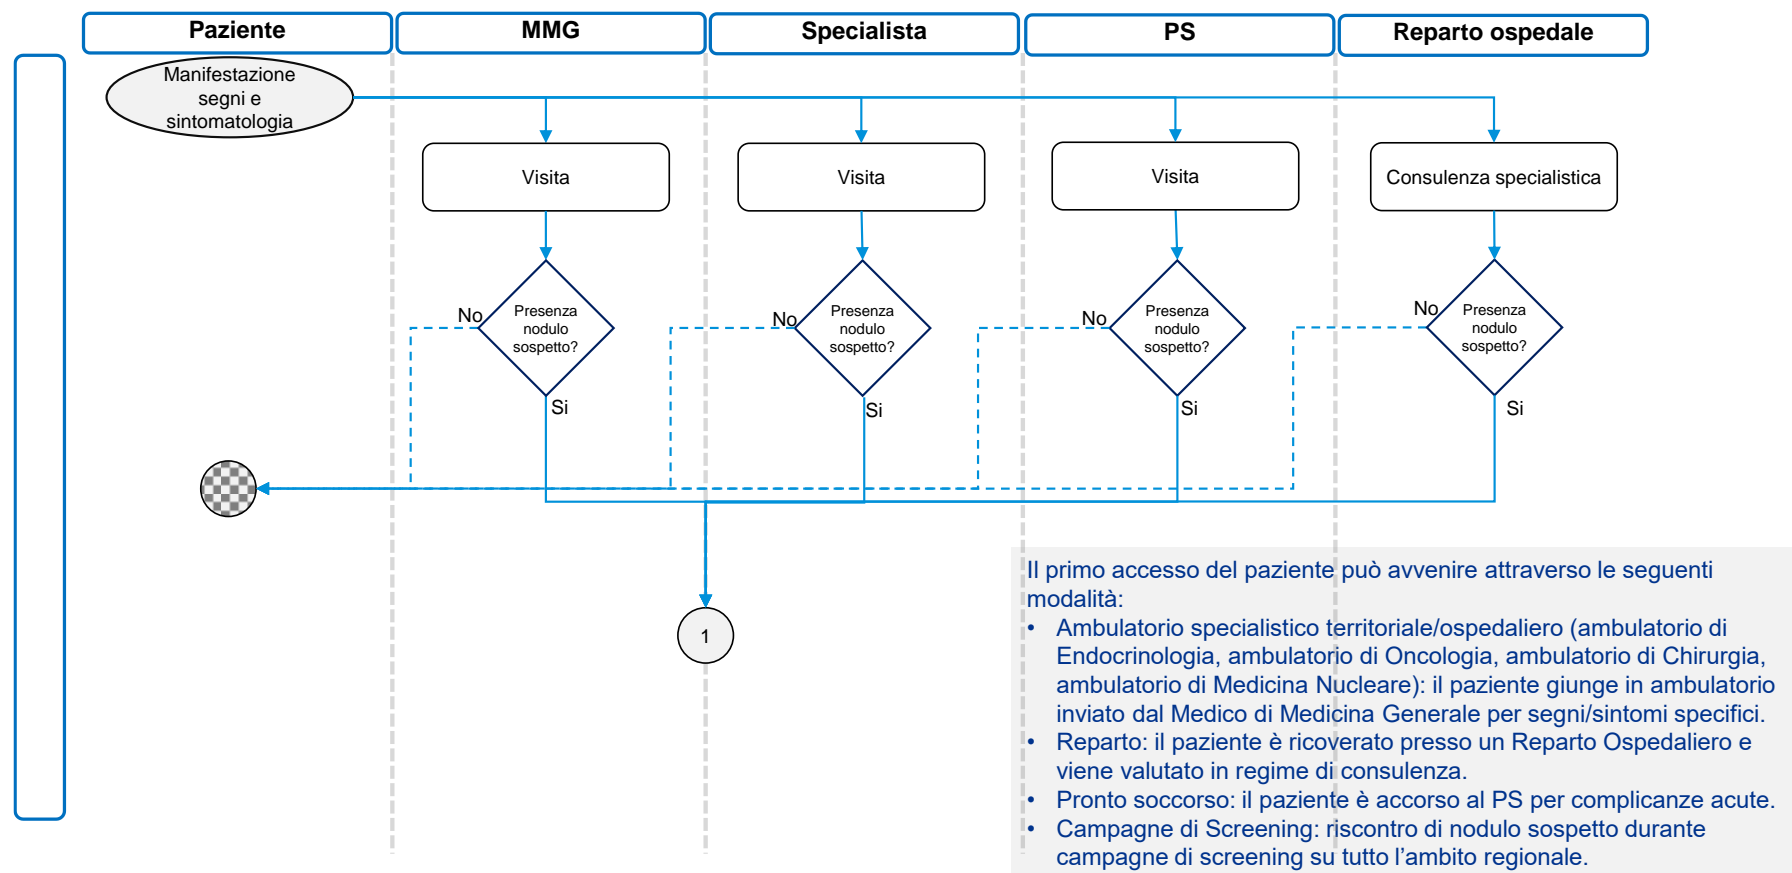 Paziente
MMG
Specialista
PS
Reparto ospedale
Manifestazione
segni e
sintomatologia
Visita
Visita
Visita
Consulenza specialistica
No
Presenza
nodulo
sospetto?
Si
No
Presenza
nodulo
sospetto?
Si
No
Presenza
nodulo
sospetto?
Si
No
Presenza
nodulo
sospetto?
Si
1
Il primo accesso del paziente può avvenire attraverso le seguenti
modalità:
• Ambulatorio specialistico territoriale/ospedaliero (ambulatorio di
Endocrinologia, ambulatorio di Oncologia, ambulatorio di Chirurgia,
ambulatorio di Medicina Nucleare): il paziente giunge in ambulatorio
inviato dal Medico di Medicina Generale per segni/sintomi specifici.
• Reparto: il paziente è ricoverato presso un Reparto Ospedaliero e
viene valutato in regime di consulenza.
• Pronto soccorso: il paziente è accorso al PS per complicanze acute.
• Campagne di Screening: riscontro di nodulo sospetto durante
campagne di screening su tutto l’ambito regionale.